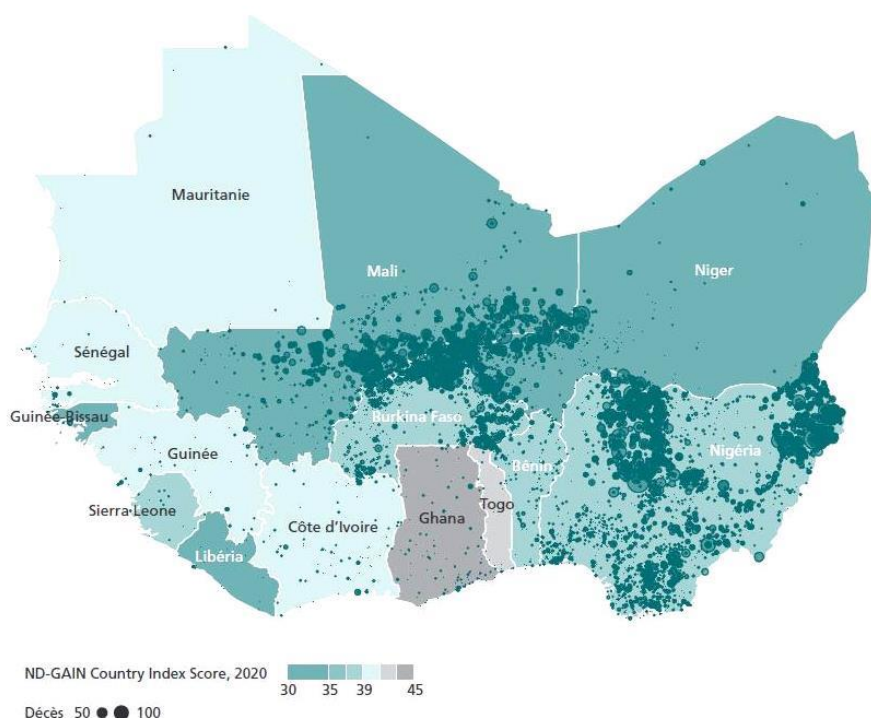 Mauritanie
Mali
Niger
Sénégal
Guinée-Bissau
Burkina Faso
Nigéria
Guinée
Bénin
Sierra Leone
Togo
Ghana
Côte d'Ivoire
Libéria
ND-GAIN Country Index Score, 2020
30 35 39 45
Décès 50 100